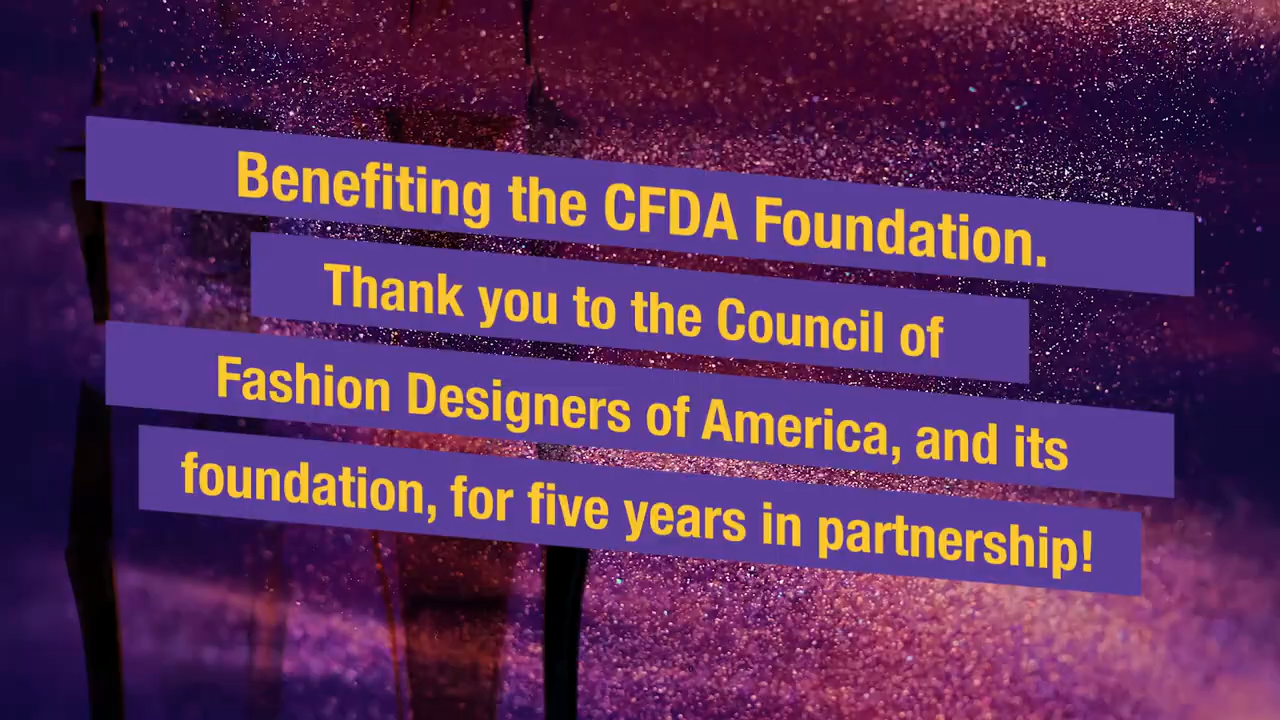 Benefiting the CFDA Foundation.
Thank you to the Council of
Fashion Designers of America, and its
foundation, for five years in partnership!